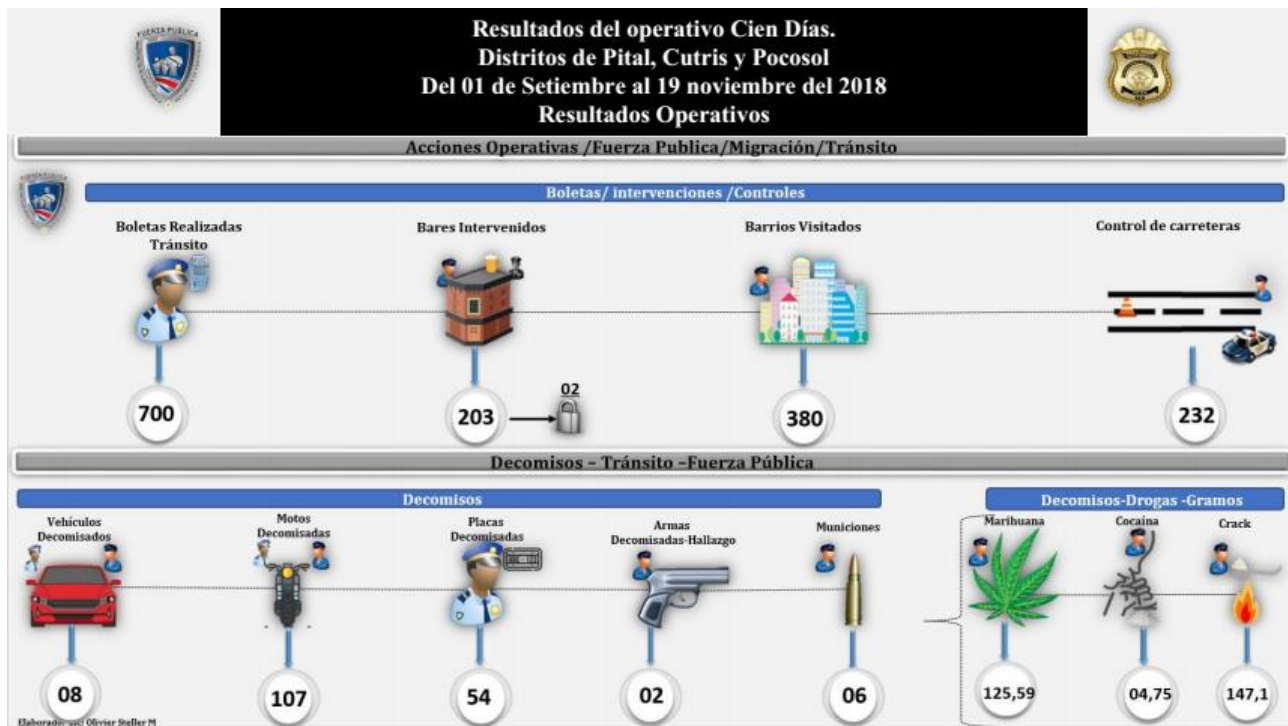 FUERZA PUBLICA
Resultados del operativo Cien Días.
Distritos de Pital, Cutris y Pocosol
Del 01 de Setiembre al 19 noviembre del 2018
Resultados Operativos
Acciones Operativas /Fuerza Publica/Migración/Tránsito
Boletas/ intervenciones /Controles
Boletas Realizadas
Tránsito
Bares Intervenidos
Barrios Visitados
Control de carreteras
700
203
02
380
232
Decomisos – Tránsito –Fuerza Pública
Decomisos
Decomisos-Drogas -Gramos
Vehículos
Decomisados
Motos
Decomisadas
Placas
Decomisadas
Armas
Decomisadas-Hallazgo
Municiones
Marihuana
Cocaína
Crack
08
107
54
02
06
125,59
04,75
147,1
Olivier Steller M